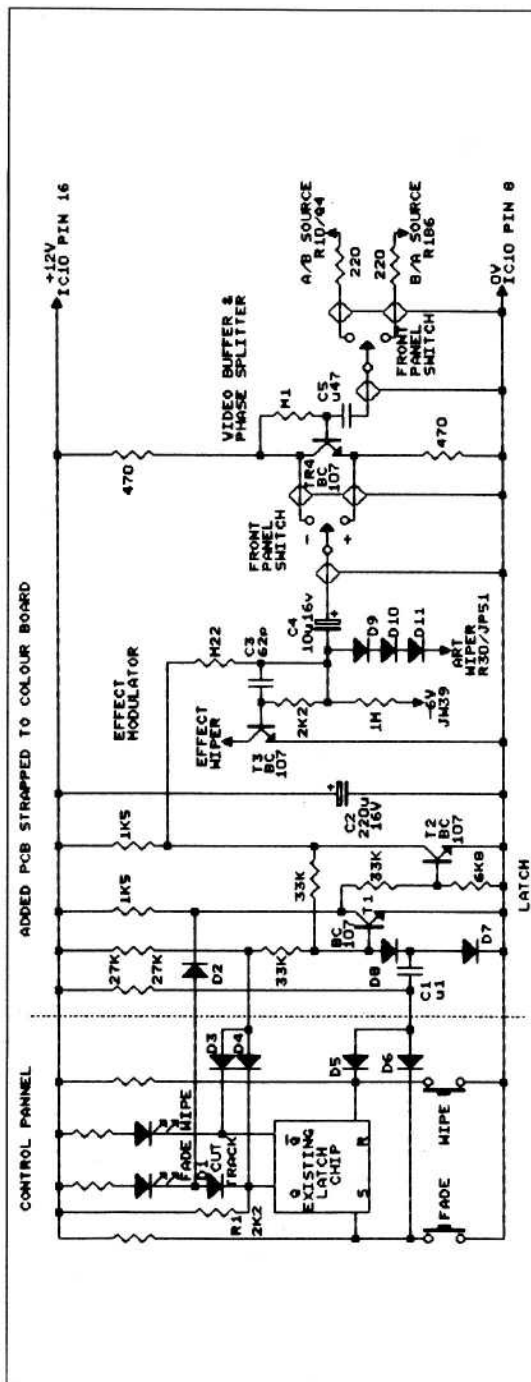 CONTROL PANNEL
ADDED PCB STRAPPED TO COLOUR BOARD
+12V
IC10 PIN 16
R1
2K2
FADE
WIPE
D1
CUT
TRACK
Q
Q
EXISTING
LATCH
CHIP
S
R
FADE
WIPE
D3
D4
D5
D6
27K
27K
D2
33K
D8
C1
u1
D7
1K5
BC
107
T1
33K
33K
6K8
T2
BC
107
LATCH
1K5
C2
220u
16V
EFFECT
MODULATOR
EFFECT
WIPER
T3
BC
107
M22
C3
62p
2K2
1M
-6V
JW39
C4
10u16v
D9
D10
D11
ART
WIPER
R30/JP51
FRONT
PANEL
SWITCH
-
+
470
VIDEO BUFFER &
PHASE SPLITTER
M1
TR4
BC
107
C5
u47
470
FRONT
PANEL
SWITCH
A/B SOURCE
R10/Q4
220
220
B/A SOURCE
R186
0V
IC10 PIN 8